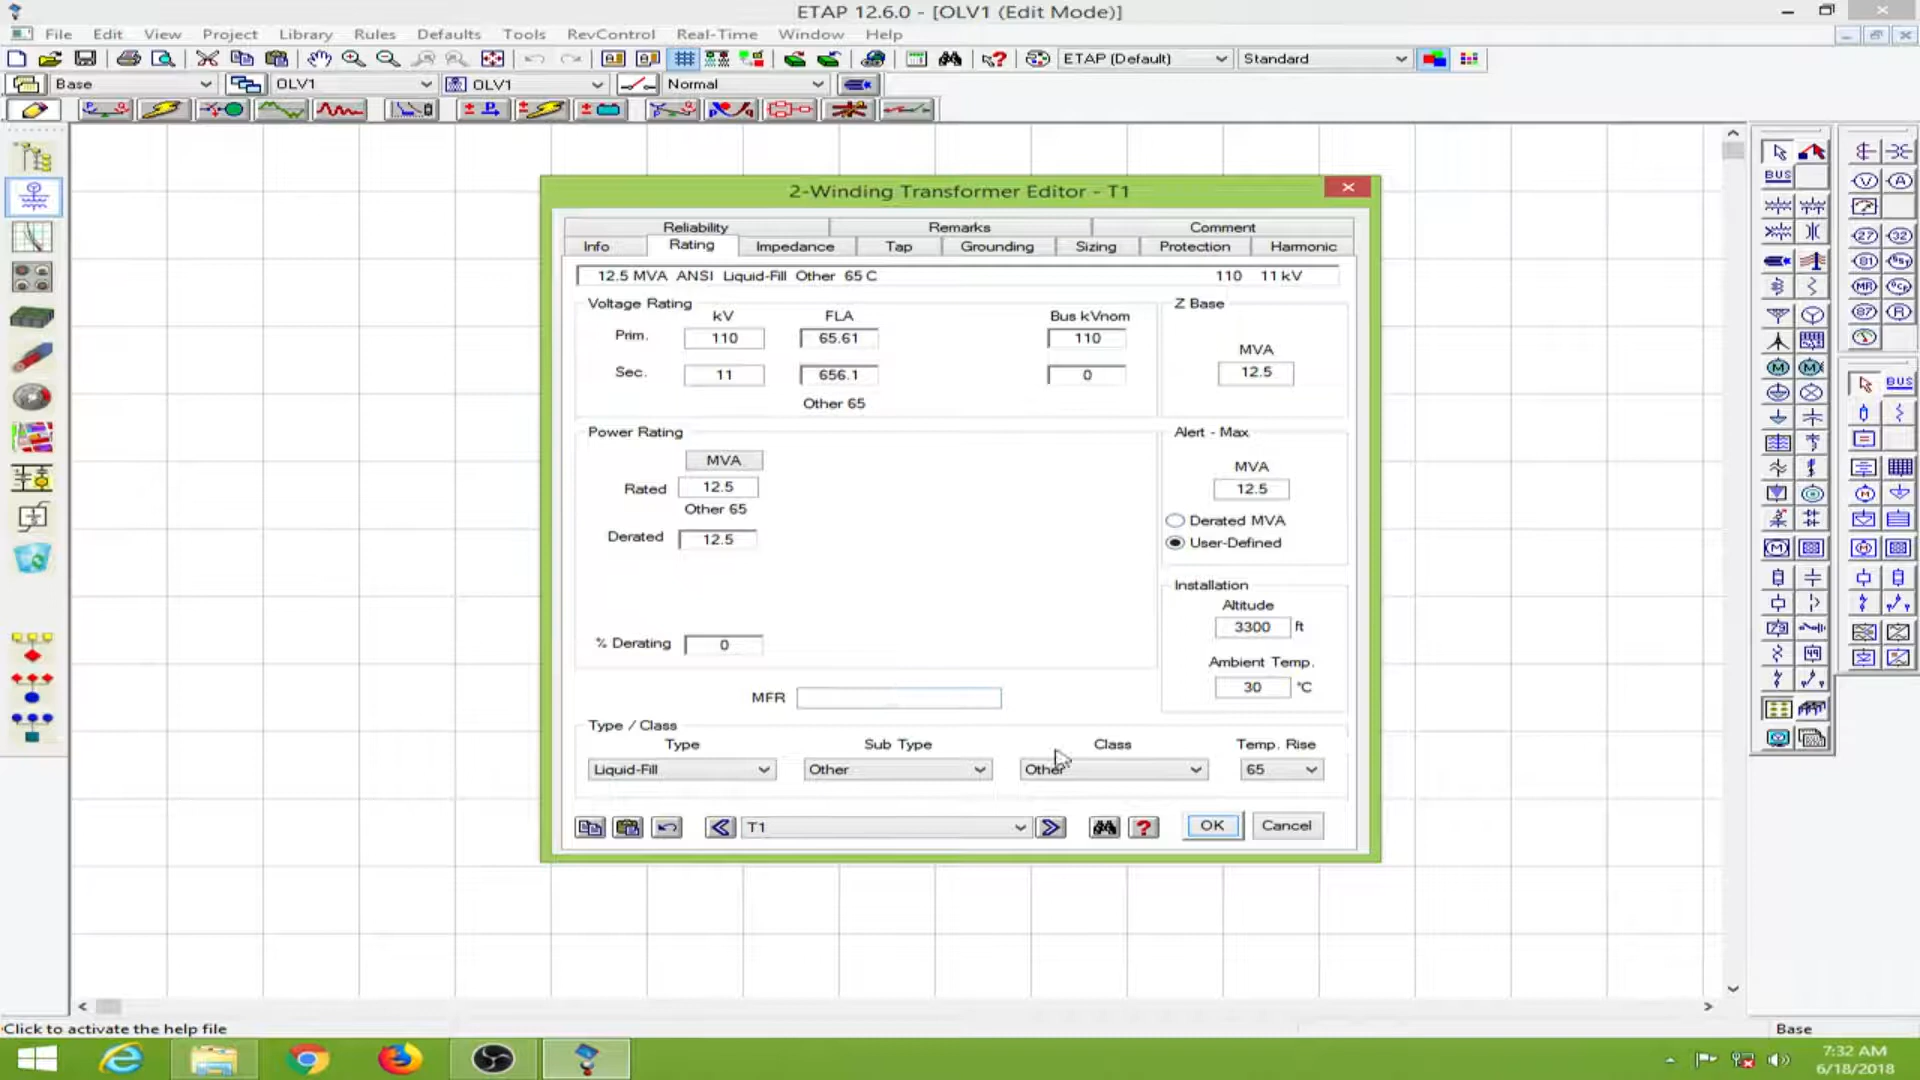 ETAP 12.6.0 - [OLV1 (Edit Mode)]
File Edit View Project Library Rules Defaults Tools RevControl Real-Time Window Help
ETAP (Default) Standard
Base OLV1 OLV1 Normal
2-Winding Transformer Editor - T1
Reliability Remarks Comment
Info Rating Impedance Tap Grounding Sizing Protection Harmonic
12.5 MVA ANSI Liquid-Fill Other 65 C 110 11 kV
Voltage Rating Z Base
kV FLA Bus kVnom
Prim. 110 65.61 110
MVA
Sec. 11 656.1 0 12.5
Other 65
Power Rating Alert - Max
MVA MVA
Rated 12.5 12.5
Other 65
Derated MVA
Derated 12.5 User-Defined
Installation
Altitude
3300 ft
% Derating 0
Ambient Temp.
30 °C
MFR
Type / Class
Type Sub Type Class Temp. Rise
Liquid-Fill Other Other 65
T1 OK Cancel
BUS
BUS
Click to activate the help file Base
7:32 AM
6/18/2018